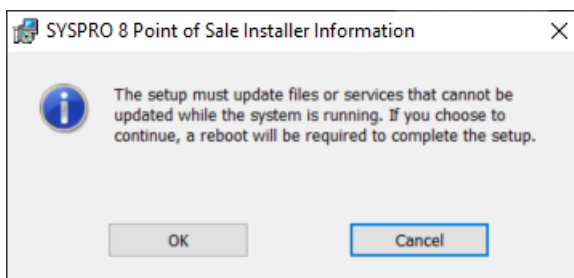 SYSPRO 8 Point of Sale Installer Information
The setup must update files or services that cannot be
updated while the system is running. If you choose to
continue, a reboot will be required to complete the setup.
OK
Cancel